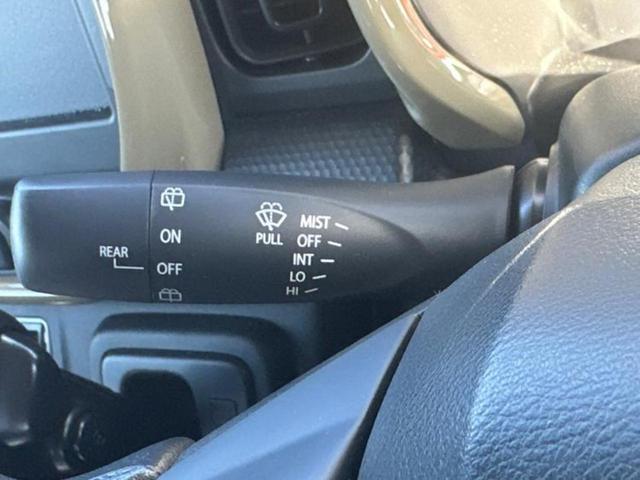 REAR
ON
OFF
PULL
MIST
OFF
INT
LO
HI